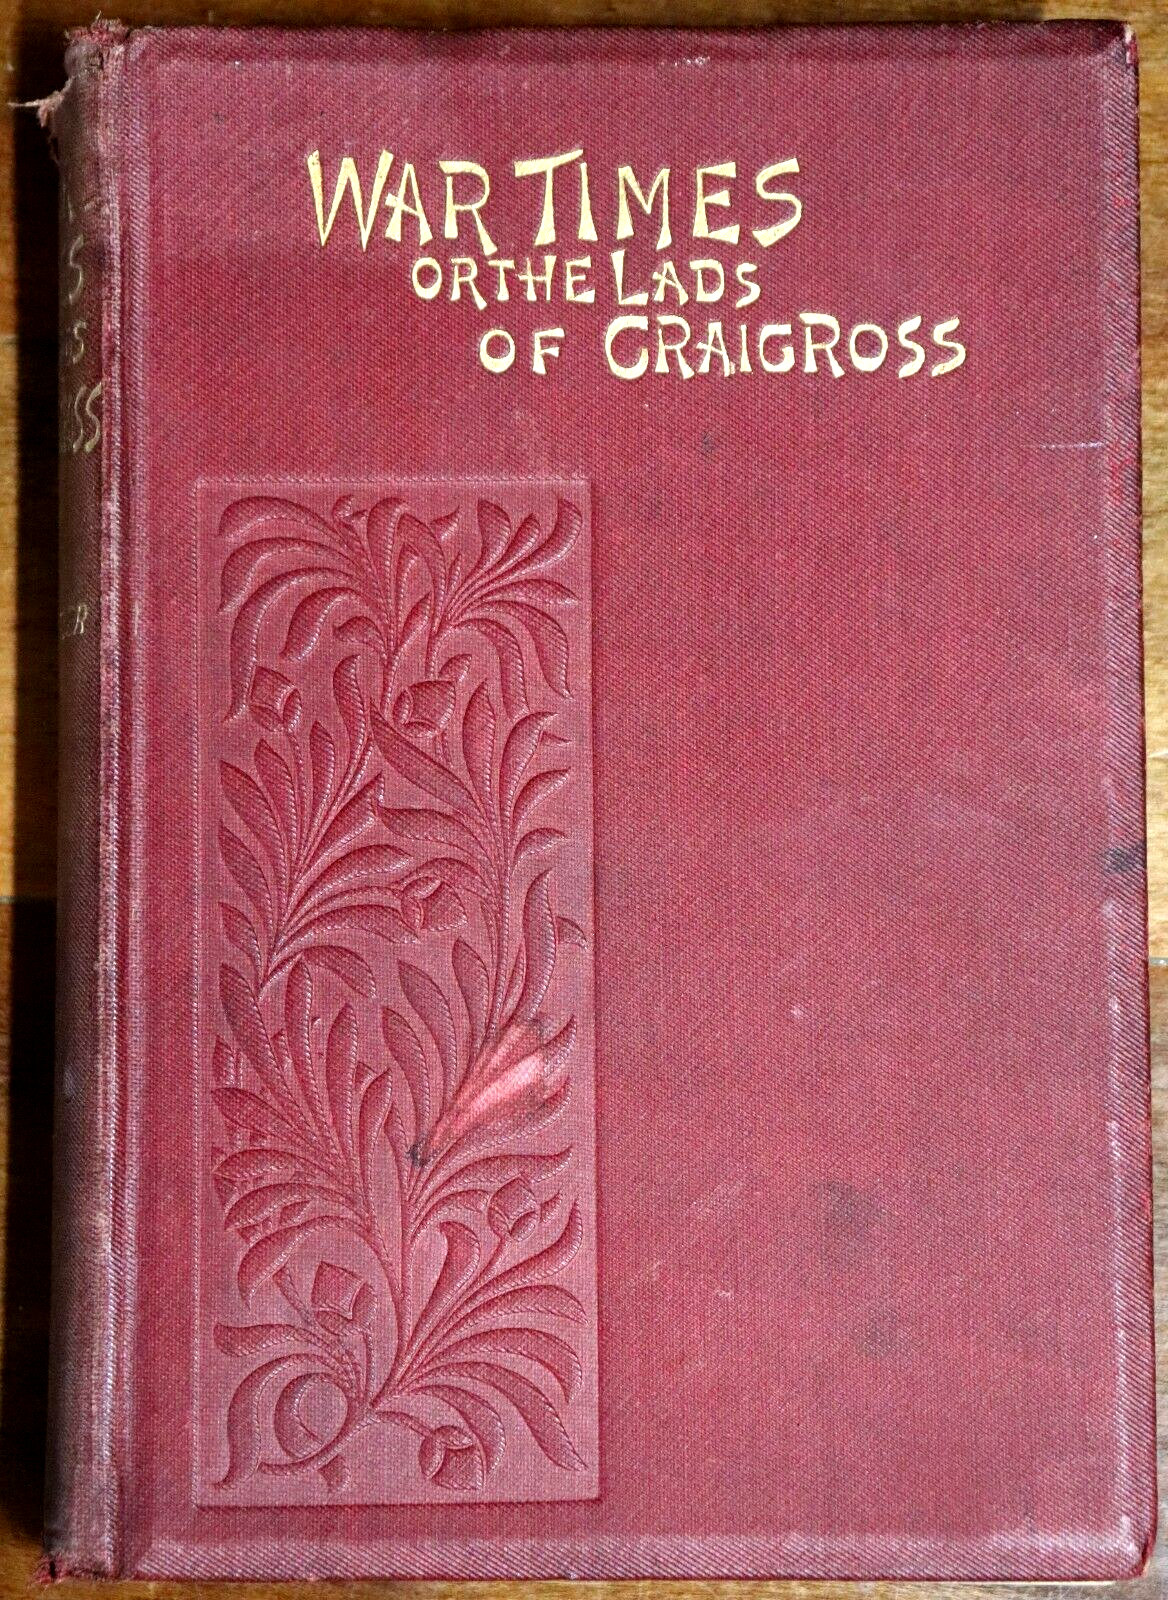 WAR TIMES
OR THE LADS
OF CRAIGROSS